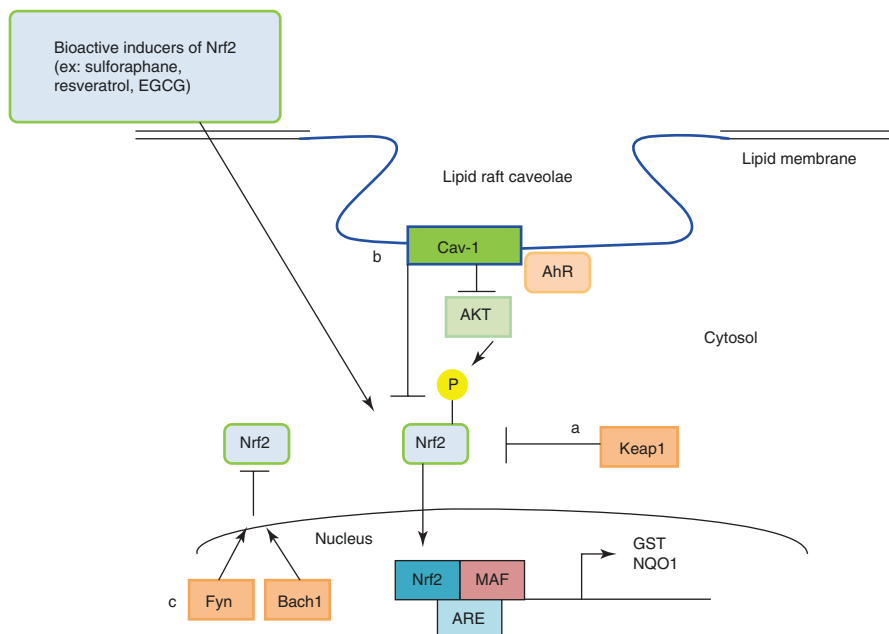 Bioactive inducers of Nrf2
(ex: sulforaphane,
resveratrol, EGCG)
Lipid membrane
Lipid raft caveolae
b
Cav-1
AhR
AKT
Cytosol
P
a
Nrf2
Nrf2
Keap1
Nucleus
GST
NQO1
c
Fyn
Bach1
Nrf2
MAF
ARE